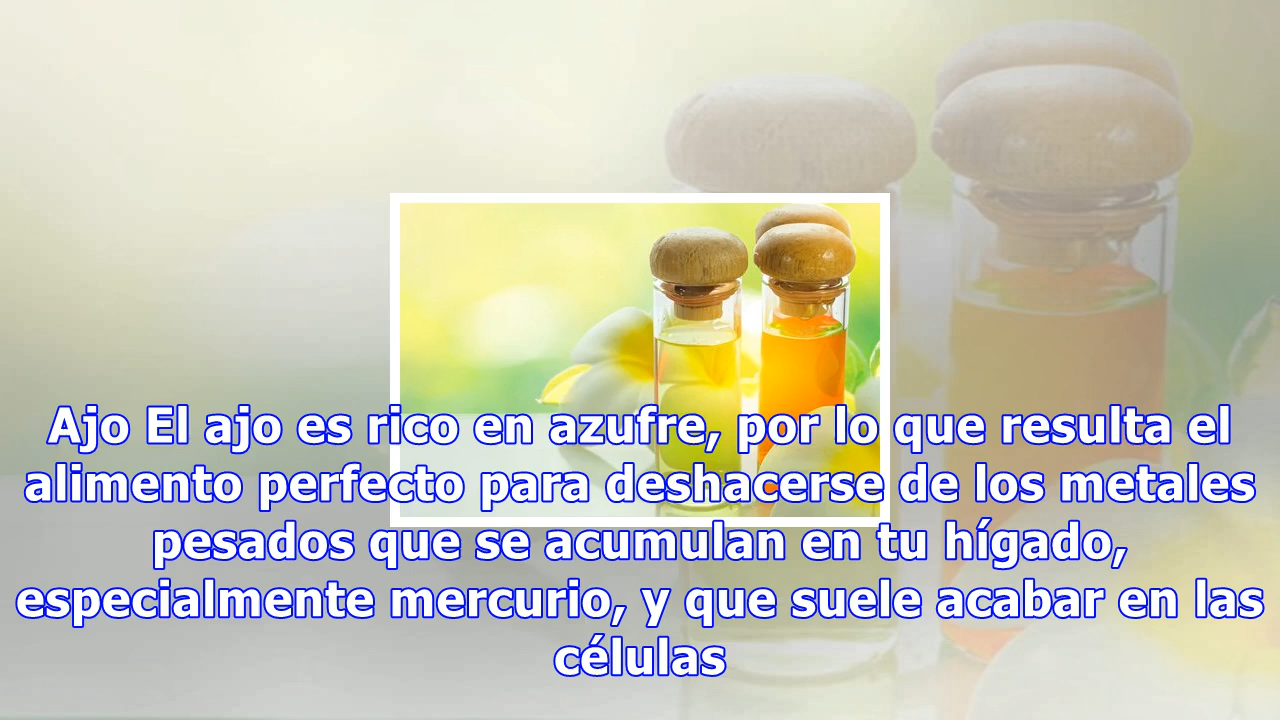 Ajo El ajo es rico en azufre, por lo que resulta el
alimento perfecto para deshacerse de los metales
pesados que se acumulan en tu hígado,
especialmente mercurio, y que suele acabar en las
células